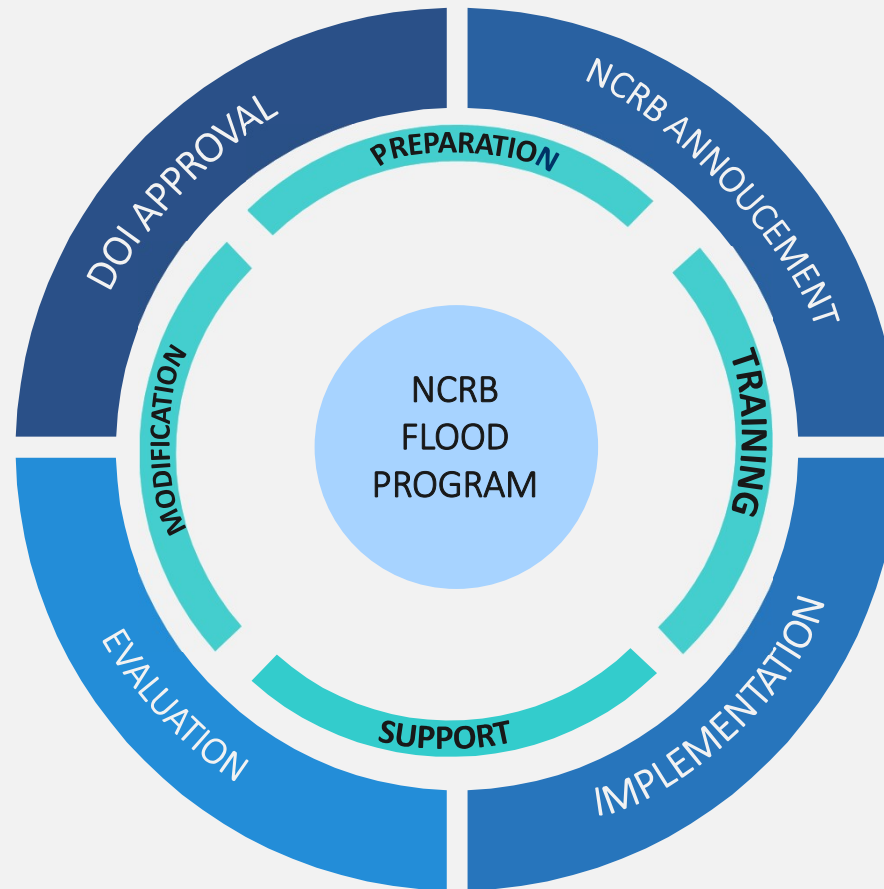 DOI APPROVAL
NCRB ANNOUCEMENT
PREPARATION
MODIFICATION
TRAINING
NCRB
FLOOD
PROGRAM
SUPPORT
EVALUATION
IMPLEMENTATION